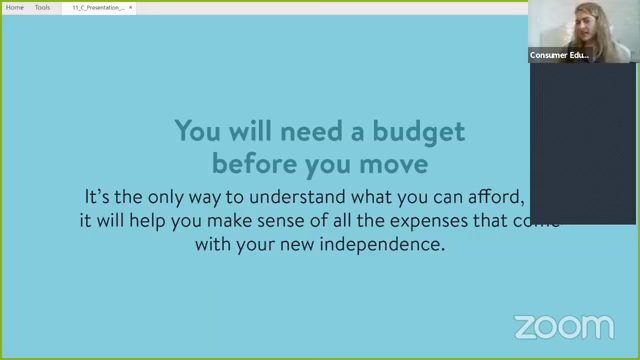 Home Tools 11_C_Presentation_... ×
Consumer Edu...
You will need a budget
before you move
It's the only way to understand what you can afford,
it will help you make sense of all the expenses that come
with your new independence.
zoom